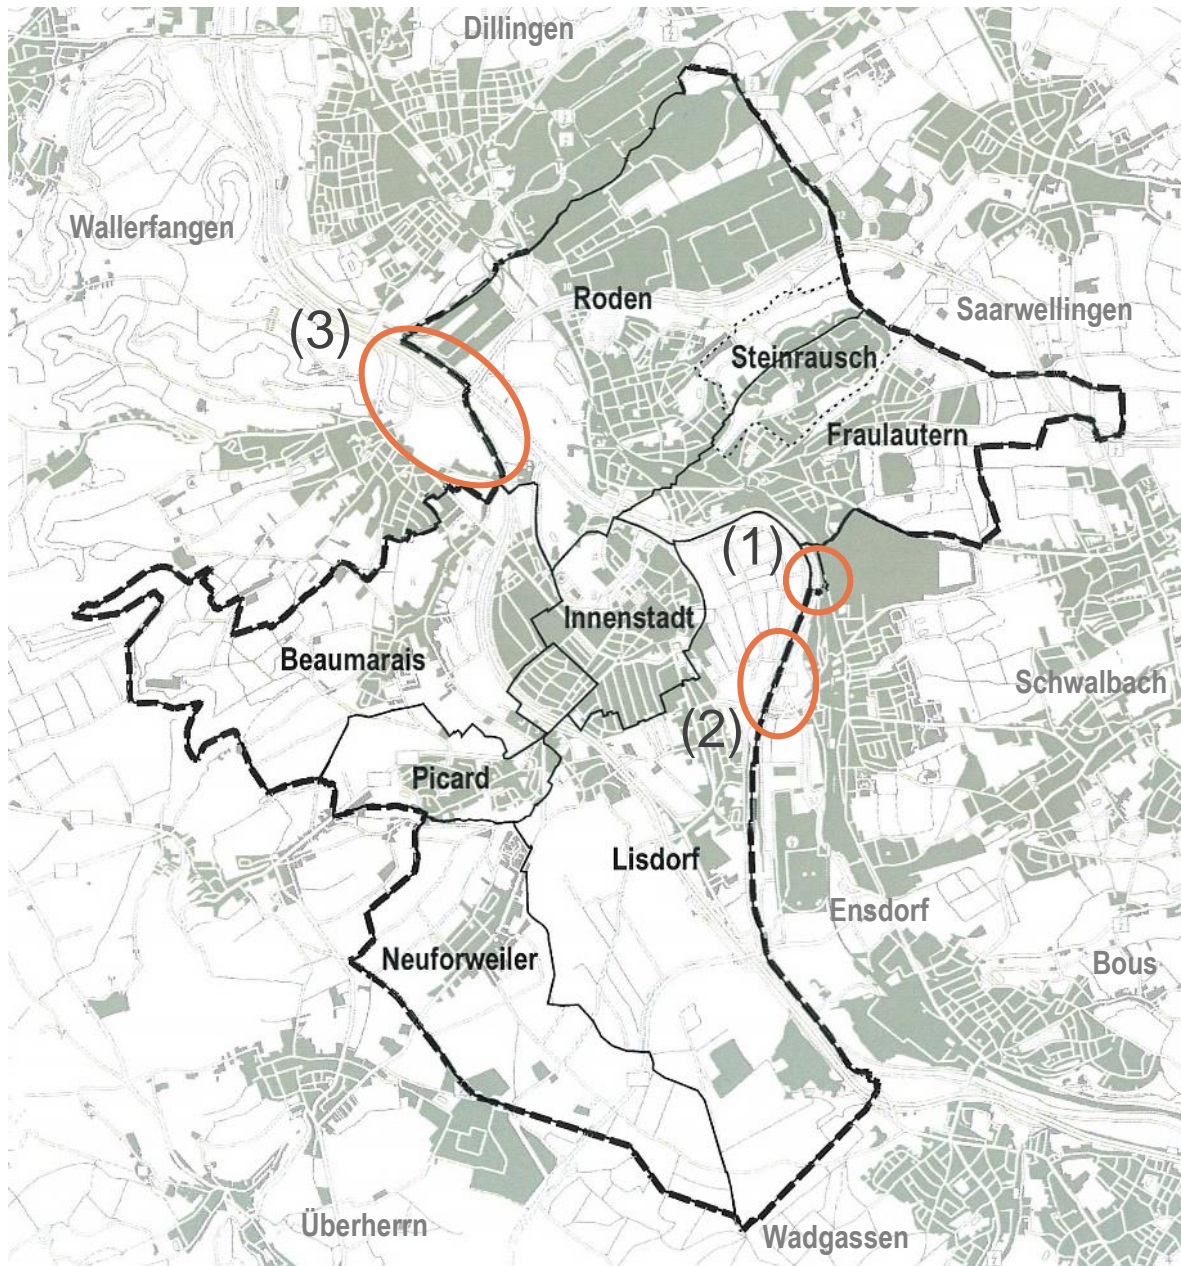 Dillingen
Wallerfangen
Roden
Saarwellingen
(3)
Steinrausch
Fraulautern
(1)
Innenstadt
Beaumarais
Schwalbach
(2)
Picard
Lisdorf
Ensdorf
Neuforweiler
Bous
Überherrn
Wadgassen